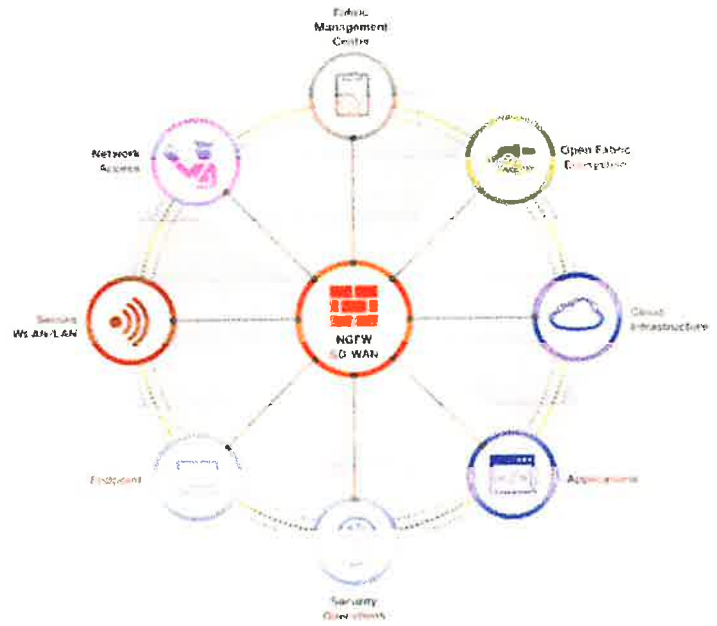 Fabric
Management
Center
Network
Access
Open Fabric
Ecosystem
Secure
WLAN/LAN
NGFW
SD-WAN
Cloud
Infrastructure
Endpoint
Applications
Security
Operations